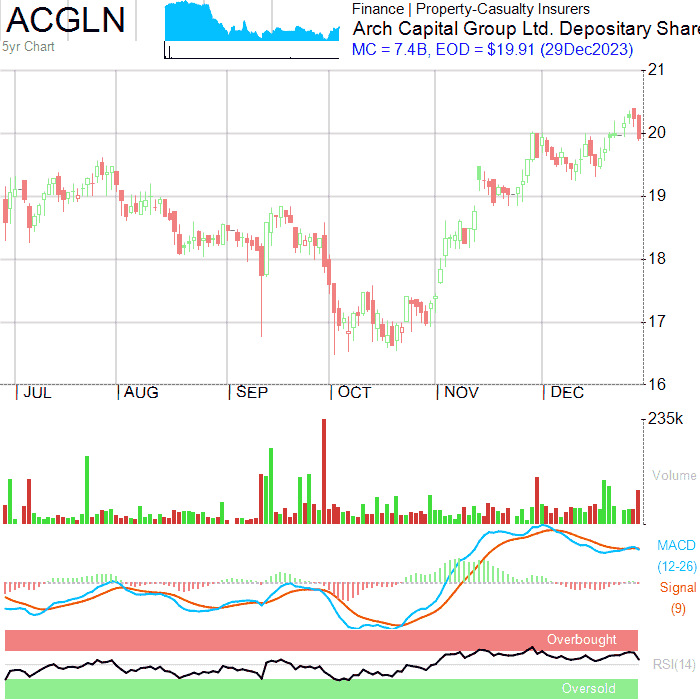 ACGLN
5yr Chart
Finance | Property-Casualty Insurers
Arch Capital Group Ltd. Depositary Share
MC = 7.4B, EOD = $19.91 (29Dec2023)
21
20
19
18
17
16
| JUL | AUG | SEP | OCT | NOV | DEC
235k
Volume
MACD
(12-26)
Signal
(9)
Overbought
RSI(14)
Oversold